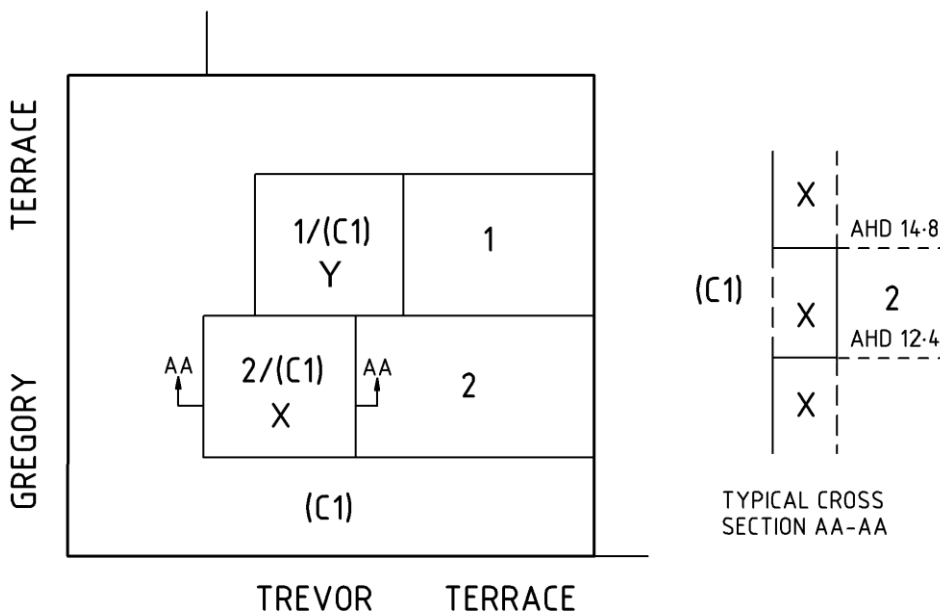 TERRACE
GREGORY
1/(C1)
Y
1
AA
2/(C1)
X
AA
2
(C1)
TREVOR TERRACE
X
AHD 14·8
(C1)
X
2
AHD 12·4
X
TYPICAL CROSS
SECTION AA-AA